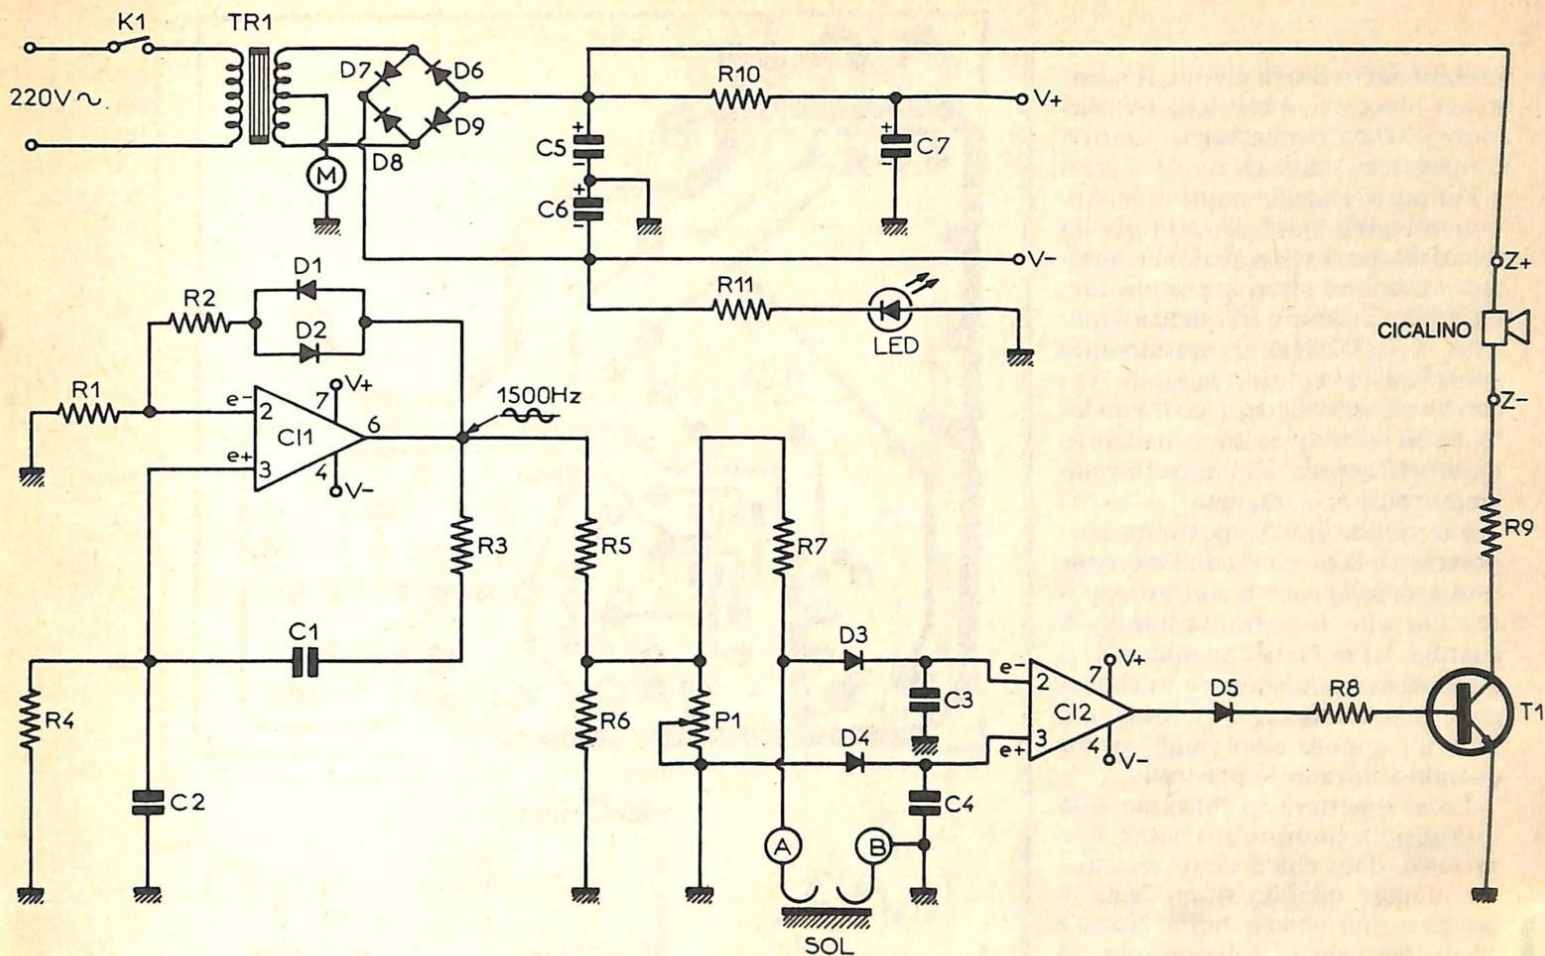 K1
TR1
220V~
D7
D6
D8
D9
M
C5
C6
+
+
-
R10
V+
+
C7
-
V-
R11
LED
Z+
CICALINO
Z-
R9
D1
R2
D2
R1
e- 2
7 V+
CI1
6
e+ 3
4 V-
1500Hz
R3
C1
R4
C2
R5
R6
P1
R7
D3
D4
C3
C4
A
B
SOL
e- 2
7 V+
CI2
e+ 3
4 V-
D5
R8
T1